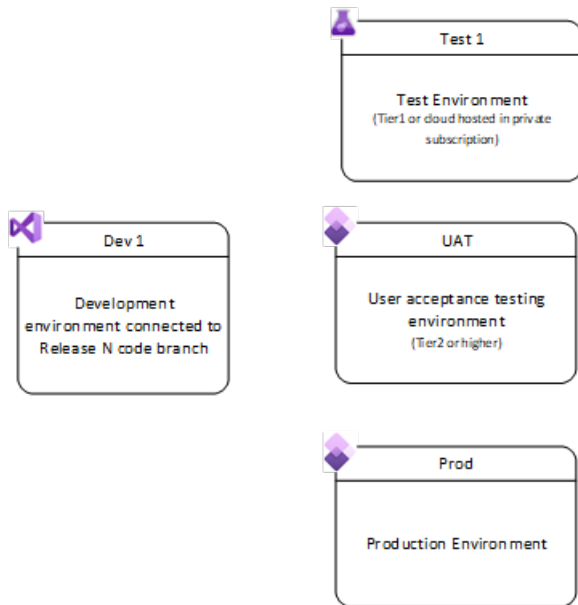 Test 1
Test Environment
(Tier1 or cloud hosted in private
subscription)
Dev 1
Development
environment connected to
Release N code branch
UAT
User acceptance testing
environment
(Tier2 or higher)
Prod
Production Environment